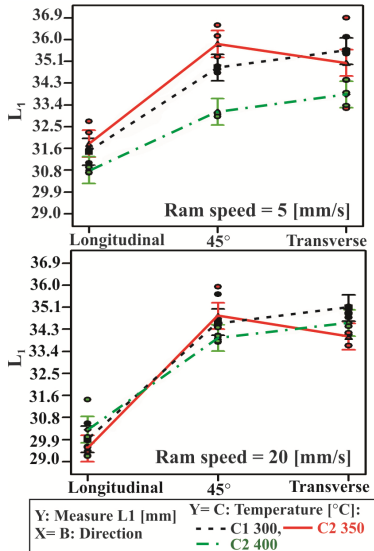 36.9
36.0
35.1
34.3
33.4
32.5
31.6
30.8
29.9
29.0
L1
Ram speed = 5 [mm/s]
Longitudinal 45° Transverse
36.9
36.0
35.1
34.3
33.4
32.5
31.6
30.8
29.9
29.0
L1
Ram speed = 20 [mm/s]
Longitudinal 45° Transverse
Y: Measure L1 [mm]
X= B: Direction
Y= C: Temperature [°C]:
C1 300, C2 350
C2 400